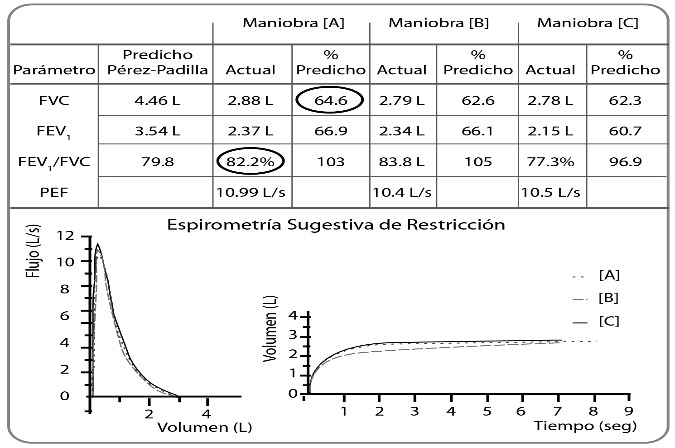 Maniobra [A] Maniobra [B] Maniobra [C]
Parámetro Predicho Pérez-Padilla Actual % Predicho Actual % Predicho Actual % Predicho
FVC 4.46 L 2.88 L 64.6 2.79 L 62.6 2.78 L 62.3
FEV₁ 3.54 L 2.37 L 66.9 2.34 L 66.1 2.15 L 60.7
FEV₁/FVC 79.8 82.2% 103 83.8 L 105 77.3% 96.9
PEF 10.99 L/s 10.4 L/s 10.5 L/s
Espirometría Sugestiva de Restricción
Flujo (L/s)
12
10
8
6
4
2
0
2 4
Volumen (L)
[A]
[B]
[C]
Volumen (L)
4
3
2
1
0
1 2 3 4 5 6 7 8 9
Tiempo (seg)